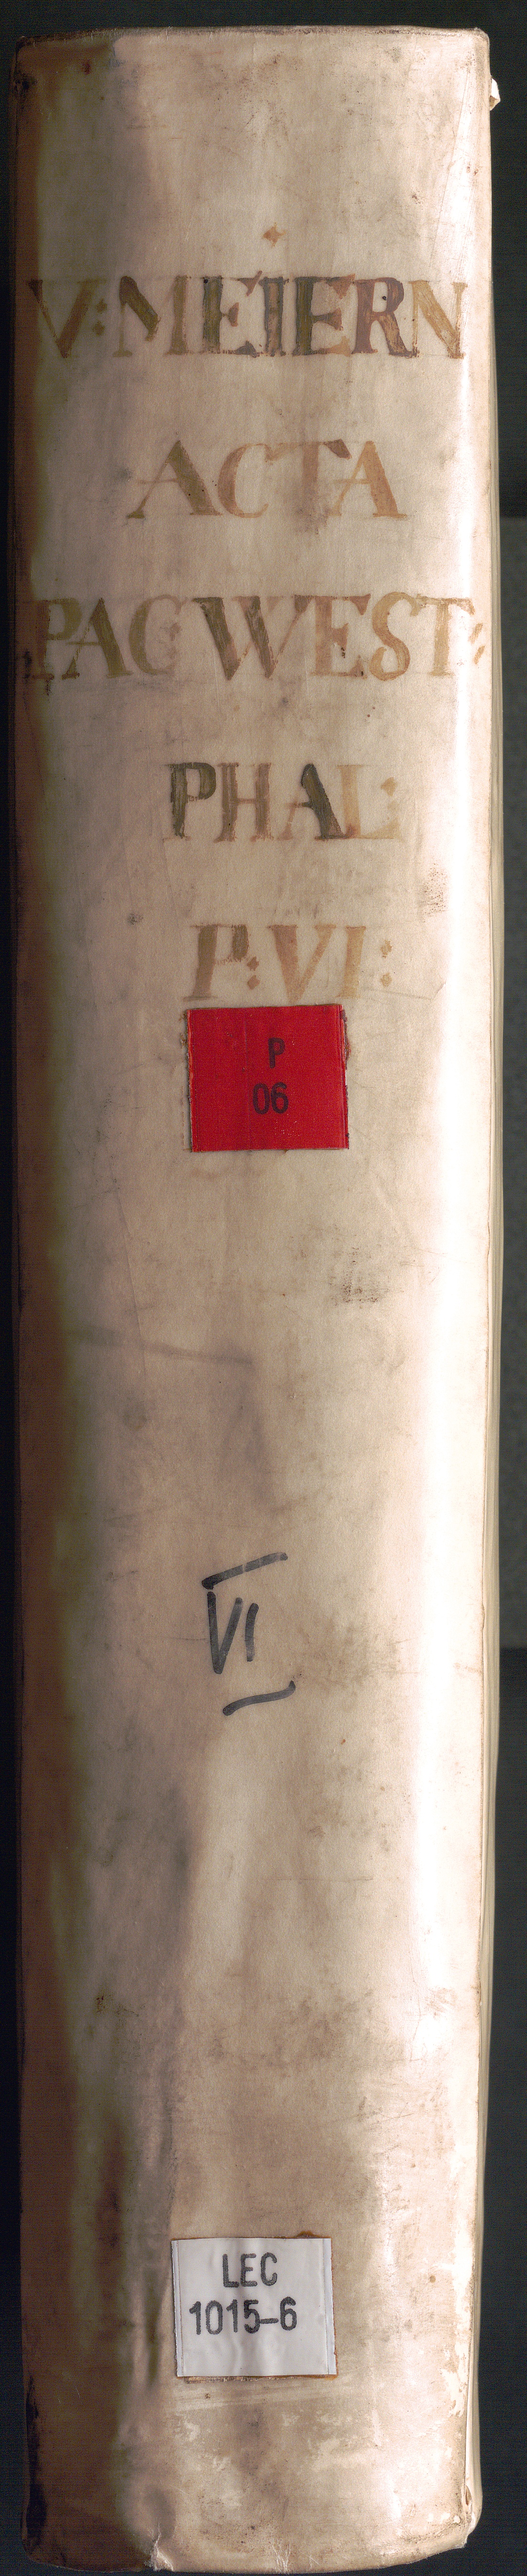 V:MEIERN
ACTA
PAC WEST:
PHAL:
P:VI:
P
06
VI
LEC
1015-6